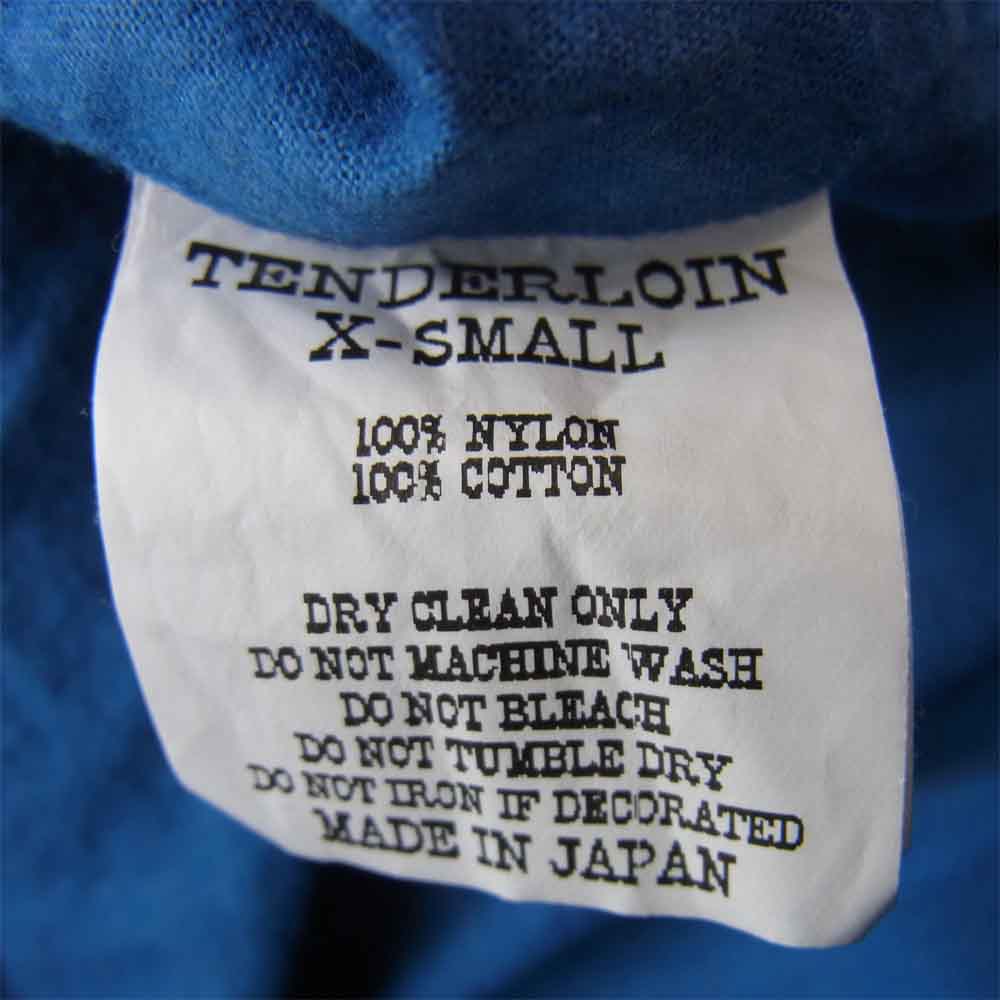 TENDERLOIN
X-SMALL
100% NYLON
100% COTTON
DRY CLEAN ONLY
DO NOT MACHINE WASH
DO NOT BLEACH
DO NOT TUMBLE DRY
DO NOT IRON IF DECORATED
MADE IN JAPAN